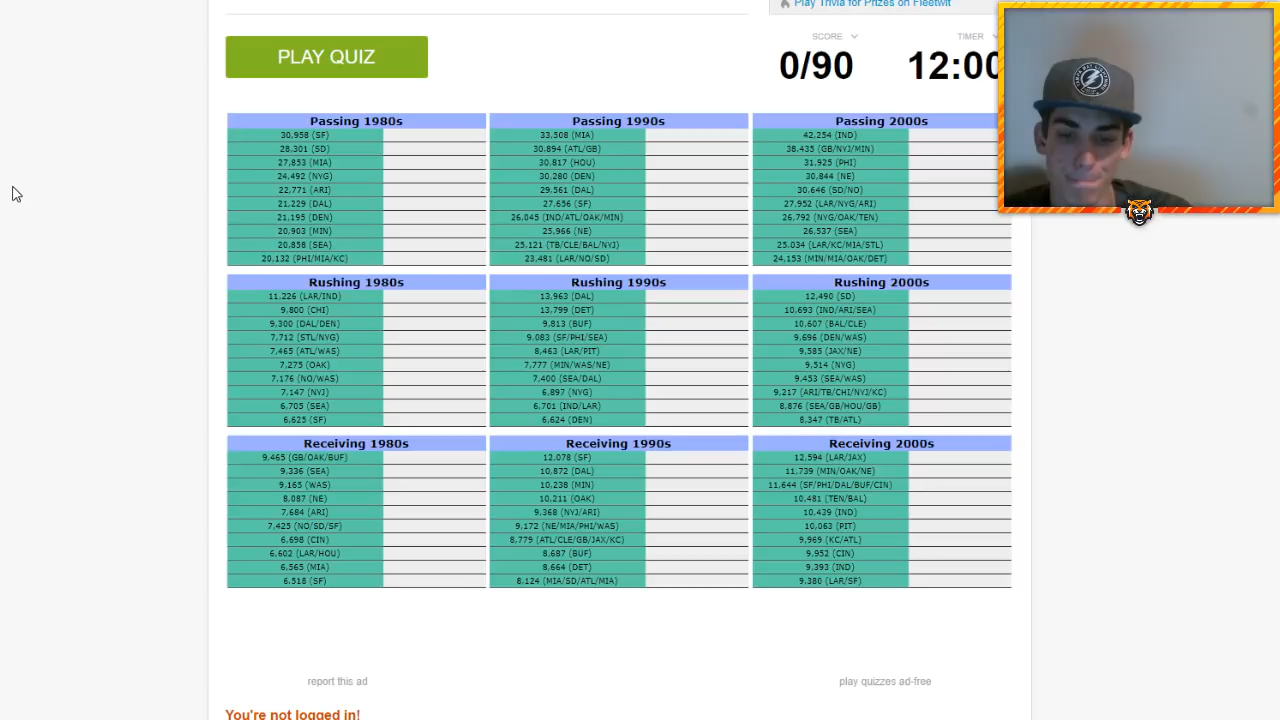 Play Trivia for Prizes on Fleetwit
PLAY QUIZ
SCORE
TIMER
0/90
12:00
Passing 1980s
30,958 (SF)
28,301 (SD)
27,853 (MIA)
24,492 (NYG)
22,771 (ARI)
21,229 (DAL)
21,195 (DEN)
20,903 (MIN)
20,858 (SEA)
20,132 (PHI/MIA/KC)
Passing 1990s
33,508 (MIA)
30,894 (ATL/GB)
30,817 (HOU)
30,280 (DEN)
29,561 (DAL)
27,656 (SF)
26,045 (IND/ATL/OAK/MIN)
25,966 (NE)
25,121 (TB/CLE/BAL/NYJ)
23,481 (LAR/NO/SD)
Passing 2000s
42,254 (IND)
38,435 (GB/NYJ/MIN)
31,925 (PHI)
30,844 (NE)
30,646 (SD/NO)
27,952 (LAR/NYG/ARI)
26,792 (NYG/OAK/TEN)
26,537 (SEA)
25,034 (LAR/KC/MIA/STL)
24,153 (MIN/MIA/OAK/DET)
Rushing 1980s
11,226 (LAR/IND)
9,800 (CHI)
9,300 (DAL/DEN)
7,712 (STL/NYG)
7,465 (ATL/WAS)
7,275 (OAK)
7,176 (NO/WAS)
7,147 (NYJ)
6,705 (SEA)
6,625 (SF)
Rushing 1990s
13,963 (DAL)
13,799 (DET)
9,813 (BUF)
9,083 (SF/PHI/SEA)
8,463 (LAR/PIT)
7,777 (MIN/WAS/NE)
7,400 (SEA/DAL)
6,897 (NYG)
6,701 (IND/LAR)
6,624 (DEN)
Rushing 2000s
12,490 (SD)
10,693 (IND/ARI/SEA)
10,607 (BAL/CLE)
9,696 (DEN/WAS)
9,585 (JAX/NE)
9,514 (NYG)
9,453 (SEA/WAS)
9,217 (ARI/TB/CHI/NYJ/KC)
8,876 (SEA/GB/HOU/GB)
8,347 (TB/ATL)
Receiving 1980s
9,465 (GB/OAK/BUF)
9,336 (SEA)
9,165 (WAS)
8,087 (NE)
7,684 (ARI)
7,425 (NO/SD/SF)
6,698 (CIN)
6,602 (LAR/HOU)
6,565 (MIA)
6,518 (SF)
Receiving 1990s
12,078 (SF)
10,872 (DAL)
10,238 (MIN)
10,211 (OAK)
9,368 (NYJ/ARI)
9,172 (NE/MIA/PHI/WAS)
8,779 (ATL/CLE/GB/JAX/KC)
8,687 (BUF)
8,664 (DET)
8,124 (MIA/SD/ATL/MIA)
Receiving 2000s
12,594 (LAR/JAX)
11,739 (MIN/OAK/NE)
11,644 (SF/PHI/DAL/BUF/CIN)
10,481 (TEN/BAL)
10,439 (IND)
10,063 (PIT)
9,969 (KC/ATL)
9,952 (CIN)
9,393 (IND)
9,380 (LAR/SF)
report this ad
play quizzes ad-free
You're not logged in!